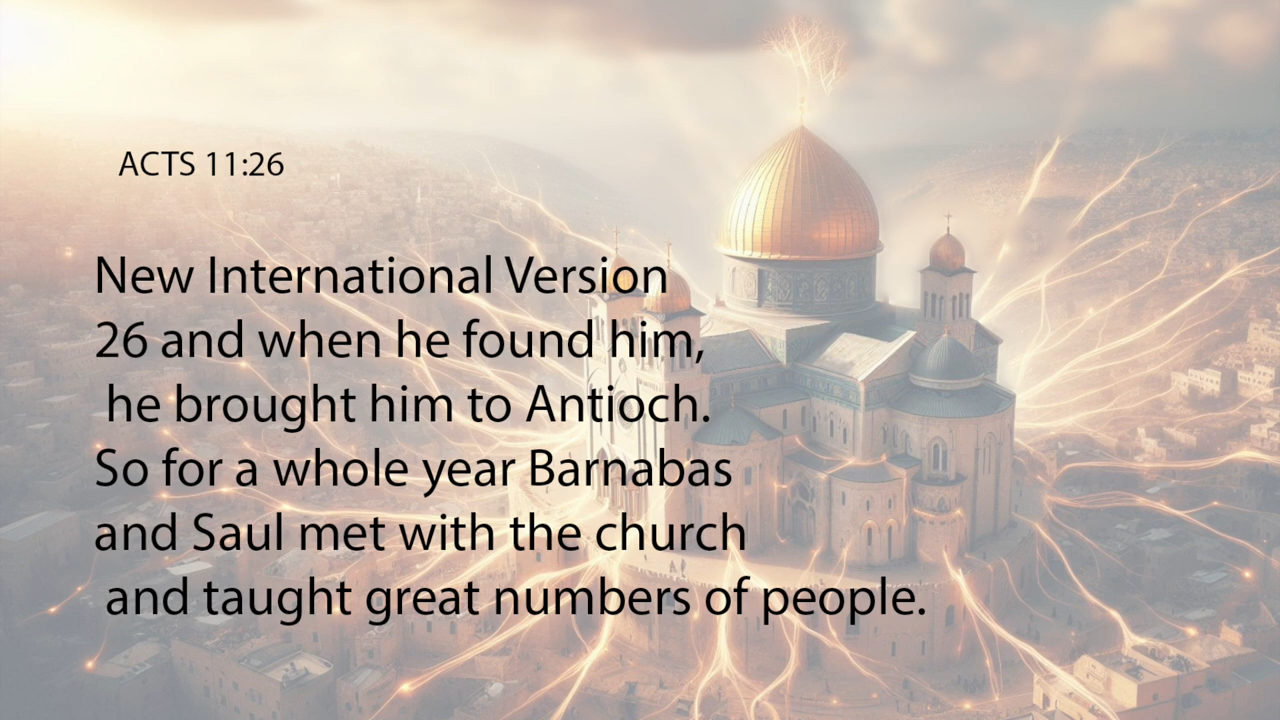 ACTS 11:26
New International Version
26 and when he found him,
he brought him to Antioch.
So for a whole year Barnabas
and Saul met with the church
and taught great numbers of people.